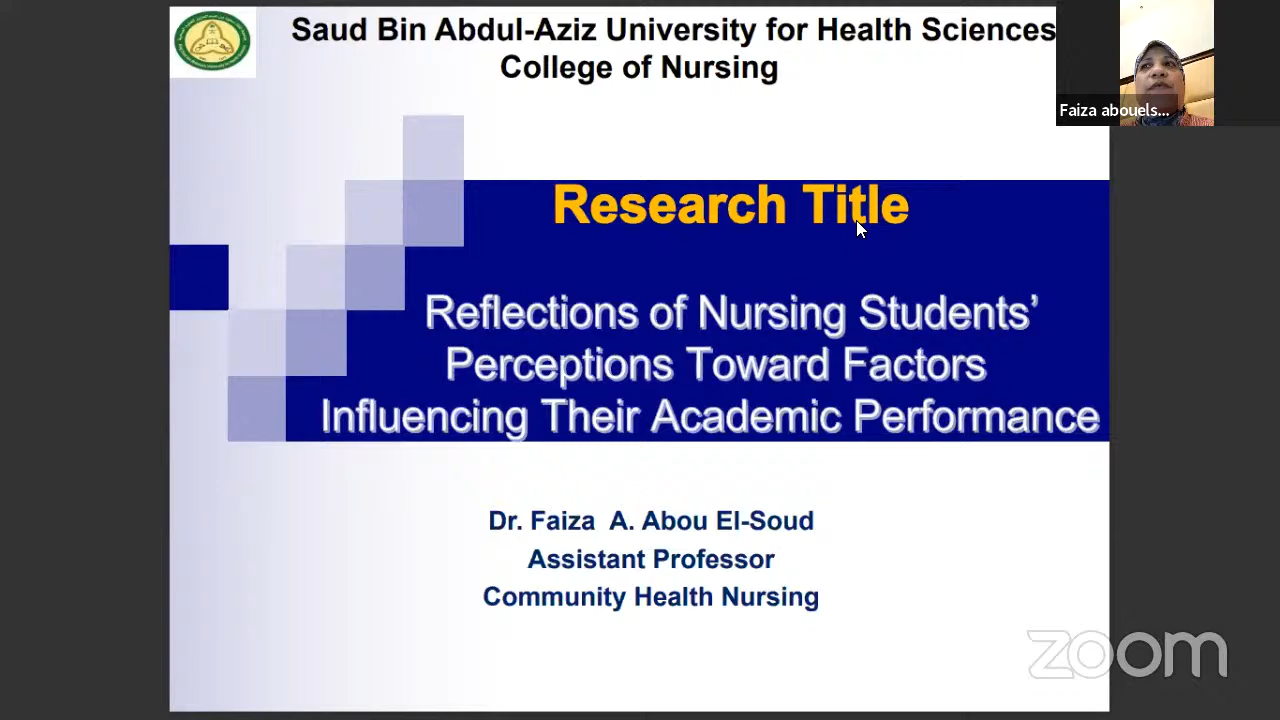 Saud Bin Abdul-Aziz University for Health Sciences
College of Nursing
Faiza abouels...
Research Title
Reflections of Nursing Students’
Perceptions Toward Factors
Influencing Their Academic Performance
Dr. Faiza A. Abou El-Soud
Assistant Professor
Community Health Nursing
zoom